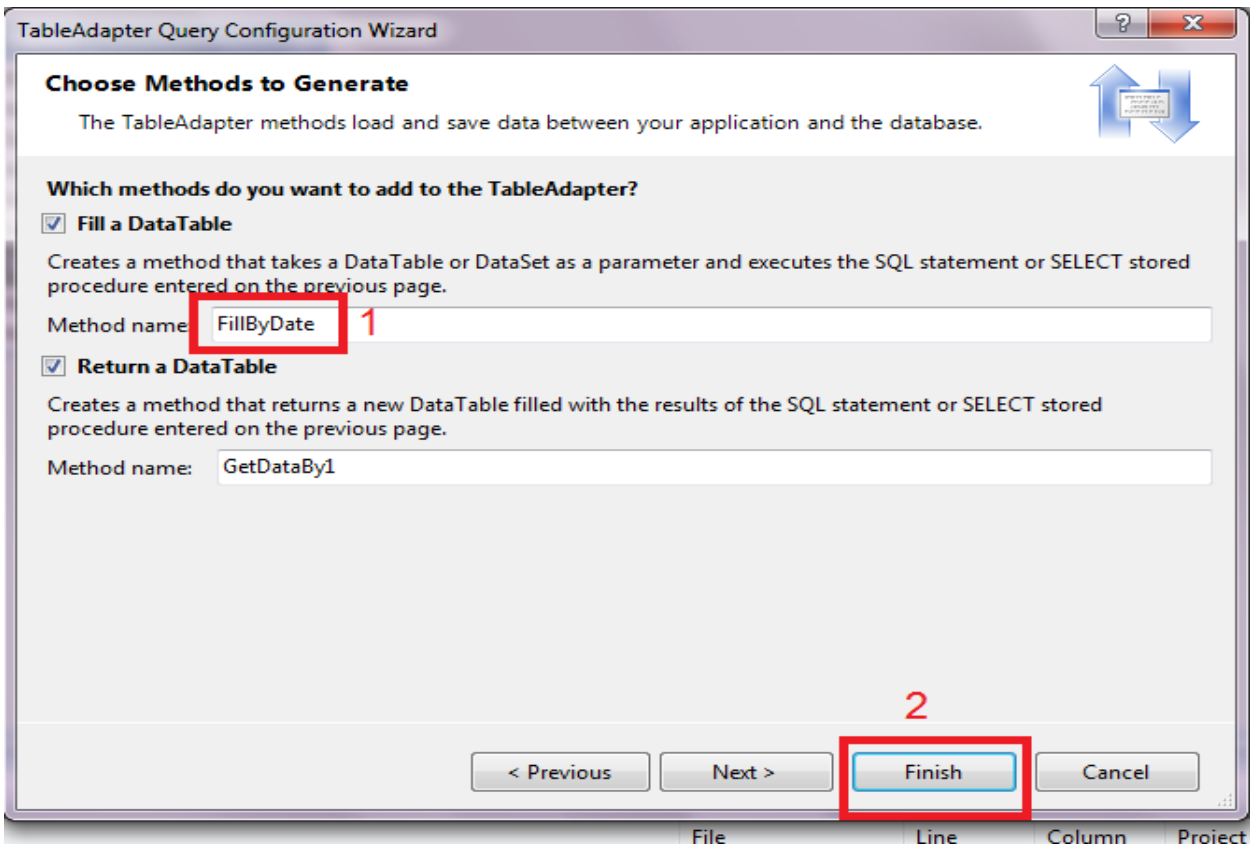 TableAdapter Query Configuration Wizard
?
Choose Methods to Generate
The TableAdapter methods load and save data between your application and the database.
Which methods do you want to add to the TableAdapter?
Fill a DataTable
Creates a method that takes a DataTable or DataSet as a parameter and executes the SQL statement or SELECT stored
procedure entered on the previous page.
Method name: FillByDate 1
Return a DataTable
Creates a method that returns a new DataTable filled with the results of the SQL statement or SELECT stored
procedure entered on the previous page.
Method name: GetDataBy1
2
< Previous Next > Finish Cancel
File Line Column Project